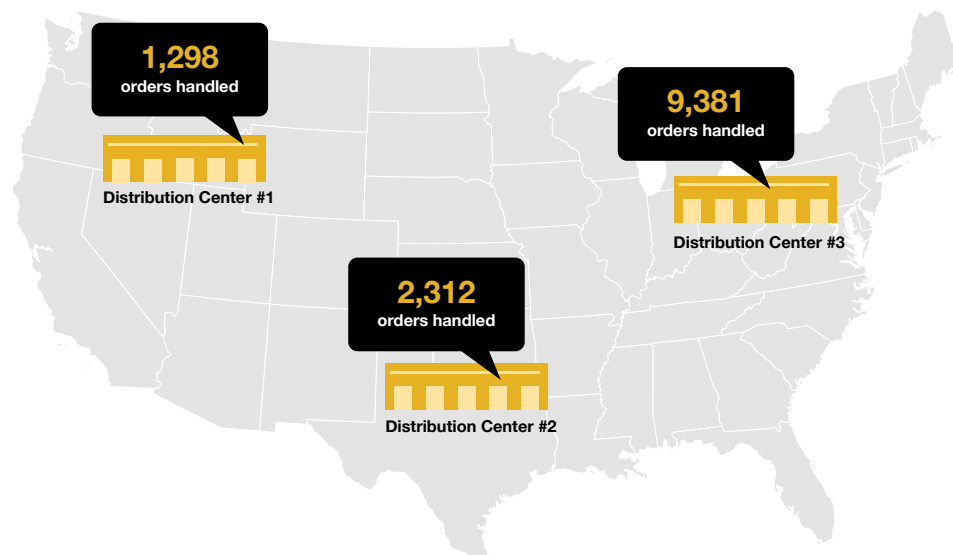 1,298
orders handled
Distribution Center #1
9,381
orders handled
Distribution Center #3
2,312
orders handled
Distribution Center #2